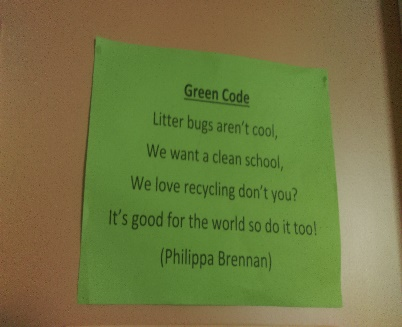 Green Code
Litter bugs aren't cool,
We want a clean school,
We love recycling don't you?
It's good for the world so do it too!
(Philippa Brennan)